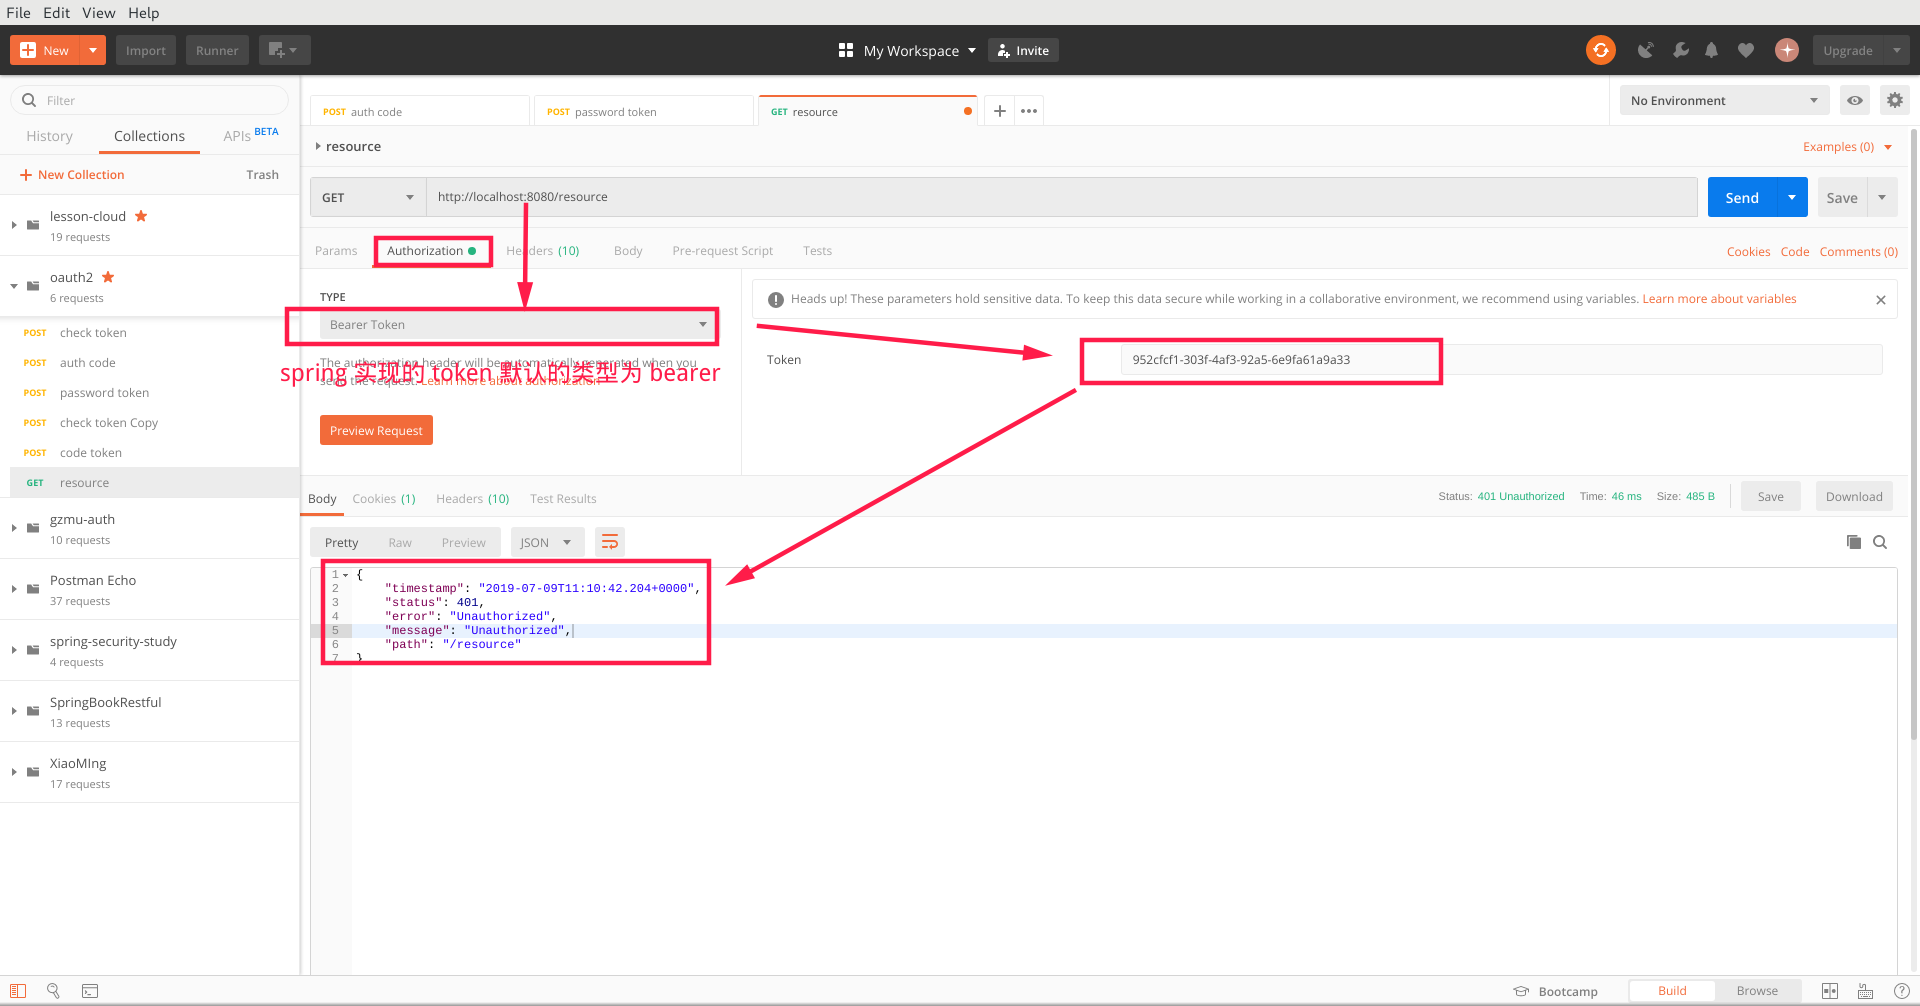 File Edit View Help
New Import Runner My Workspace Invite Upgrade
Filter
History Collections APIs BETA
New Collection Trash
lesson-cloud
19 requests
oauth2
6 requests
POST check token
POST auth code
POST password token
POST check token Copy
POST code token
GET resource
gzmu-auth
10 requests
Postman Echo
37 requests
spring-security-study
4 requests
SpringBookRestful
13 requests
XiaoMIng
17 requests
POST auth code POST password token GET resource
No Environment
resource Examples (0)
GET http://localhost:8080/resource Send Save
Params Authorization Headers (10) Body Pre-request Script Tests Cookies Code Comments (0)
TYPE
Bearer Token
The authorization header will be automatically generated when you
send the request. Learn more about authorization
spring 实现的 token 默认的类型为 bearer
Preview Request
Heads up! These parameters hold sensitive data. To keep this data secure while working in a collaborative environment, we recommend using variables. Learn more about variables
Token 952cfcf1-303f-4af3-92a5-6e9fa61a9a33
Body Cookies (1) Headers (10) Test Results Status: 401 Unauthorized Time: 46 ms Size: 485 B Save Download
Pretty Raw Preview JSON
1 {
2 "timestamp": "2019-07-09T11:10:42.204+0000",
3 "status": 401,
4 "error": "Unauthorized",
5 "message": "Unauthorized",
6 "path": "/resource"
7 }
Bootcamp Build Browse